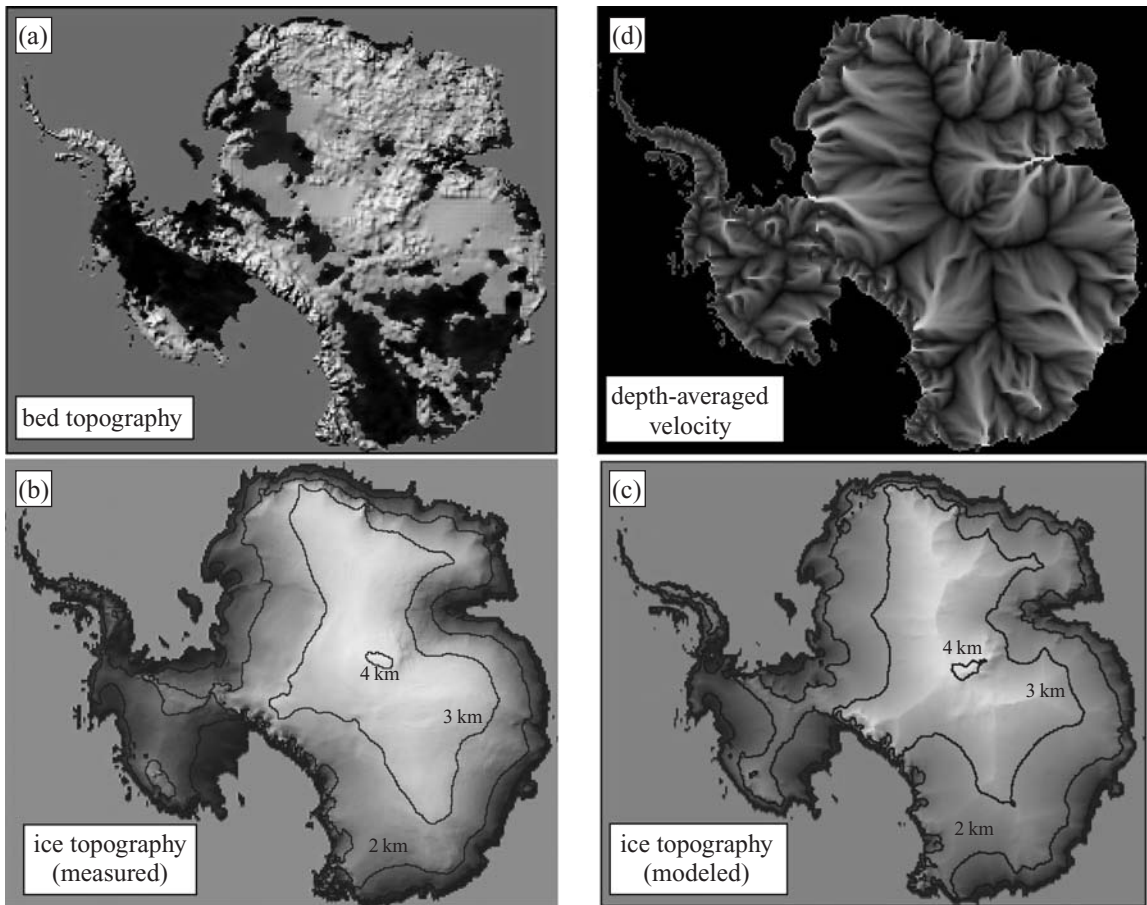 (a)
bed topography
(d)
depth-averaged
velocity
(b)
4 km
3 km
2 km
ice topography
(measured)
(c)
4 km
3 km
2 km
ice topography
(modeled)